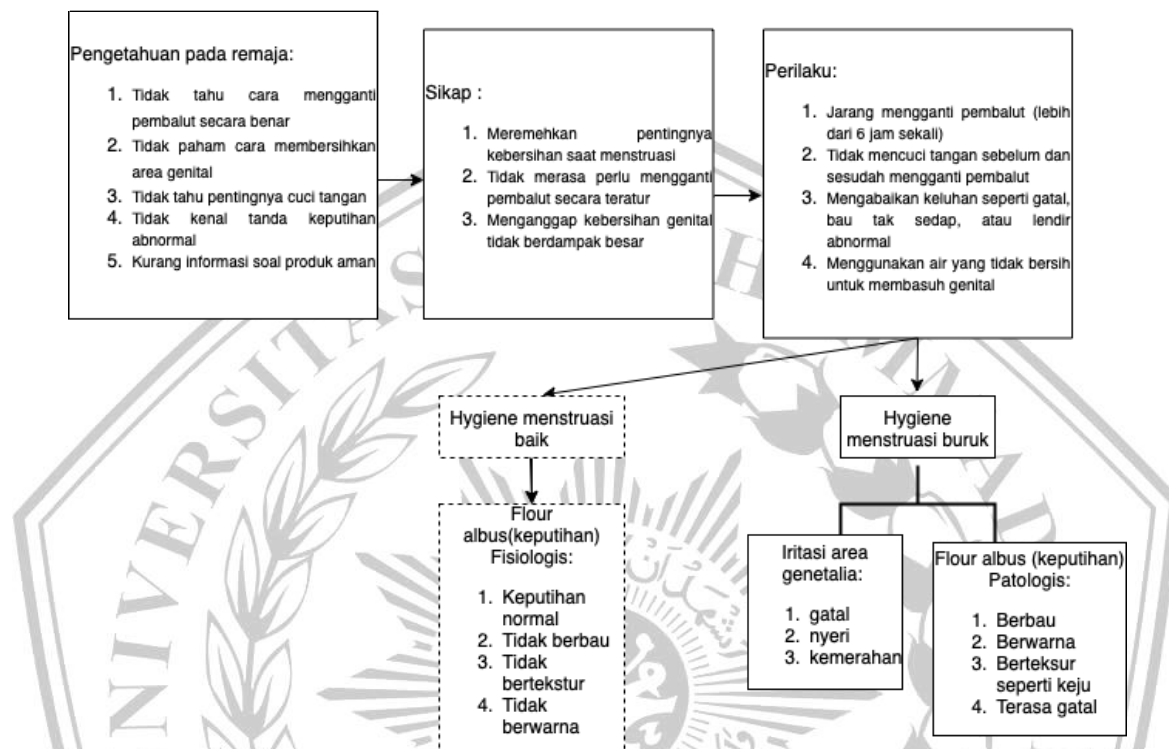 Pengetahuan pada remaja:
1. Tidak tahu cara mengganti
pembalut secara benar
2. Tidak paham cara membersihkan
area genital
3. Tidak tahu pentingnya cuci tangan
4. Tidak kenal tanda keputihan
abnormal
5. Kurang informasi soal produk aman
Sikap :
1. Meremehkan pentingnya
kebersihan saat menstruasi
2. Tidak merasa perlu mengganti
pembalut secara teratur
3. Menganggap kebersihan genital
tidak berdampak besar
Perilaku:
1. Jarang mengganti pembalut (lebih
dari 6 jam sekali)
2. Tidak mencuci tangan sebelum dan
sesudah mengganti pembalut
3. Mengabaikan keluhan seperti gatal,
bau tak sedap, atau lendir
abnormal
4. Menggunakan air yang tidak bersih
untuk membasuh genital
Hygiene menstruasi
baik
Hygiene
menstruasi buruk
Flour
albus(keputihan)
Fisiologis:
1. Keputihan
normal
2. Tidak berbau
3. Tidak
bertekstur
4. Tidak
berwarna
Iritasi area
genetalia:
1. gatal
2. nyeri
3. kemerahan
Flour albus (keputihan)
Patologis:
1. Berbau
2. Berwarna
3. Berteksur
seperti keju
4. Terasa gatal
UNIVERSITAS